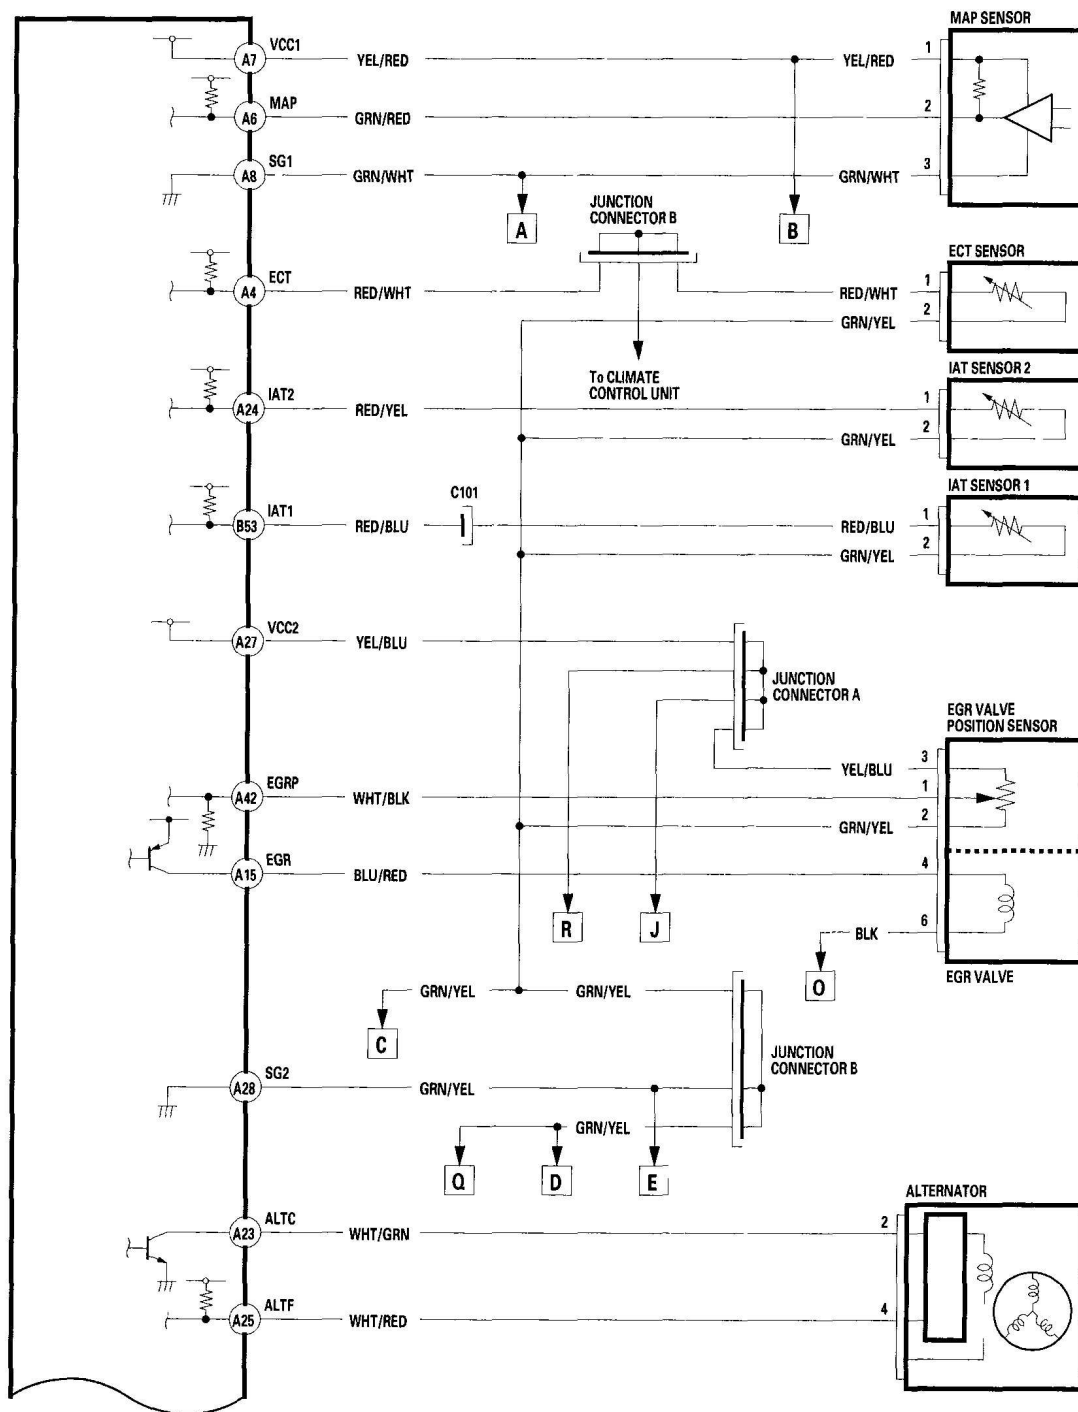 MAP SENSOR
VCC1
A7 YEL/RED YEL/RED 1
MAP
A6 GRN/RED 2
SG1
A8 GRN/WHT GRN/WHT 3
A B
JUNCTION
CONNECTOR B
ECT SENSOR
ECT
A4 RED/WHT RED/WHT 1
GRN/YEL 2
To CLIMATE
CONTROL UNIT
IAT SENSOR 2
IAT2
A24 RED/YEL 1
GRN/YEL 2
C101
IAT SENSOR 1
IAT1
B53 RED/BLU RED/BLU 1
GRN/YEL 2
VCC2
A27 YEL/BLU
JUNCTION
CONNECTOR A
EGR VALVE
POSITION SENSOR
YEL/BLU 3
EGRP
A42 WHT/BLK 1
GRN/YEL 2
EGR
A15 BLU/RED 4
R J
BLK 6
O
EGR VALVE
GRN/YEL GRN/YEL
C
JUNCTION
CONNECTOR B
SG2
A28 GRN/YEL
GRN/YEL
Q D E
ALTERNATOR
ALTC
A23 WHT/GRN 2
ALTF
A25 WHT/RED 4